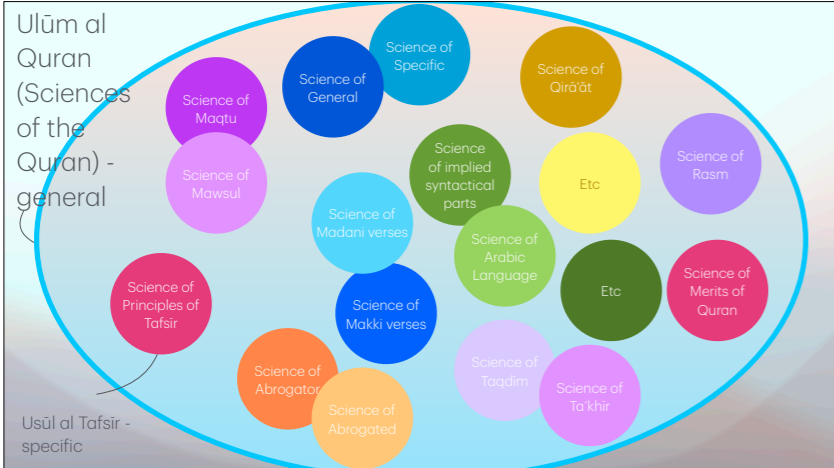 Ulūm al
Quran
(Sciences
of the
Quran) -
general
Science of
Maqtu
Science of
Mawsul
Science of
General
Science of
Specific
Science of
Qirā'āt
Science
of implied
syntactical
parts
Etc
Science of
Rasm
Science of
Madani verses
Science of
Arabic
Language
Science of
Principles of
Tafsīr
Science of
Makki verses
Etc
Science of
Merits of
Quran
Science of
Abrogator
Science of
Abrogated
Science of
Taqdim
Science of
Ta'khir
Usūl al Tafsīr -
specific